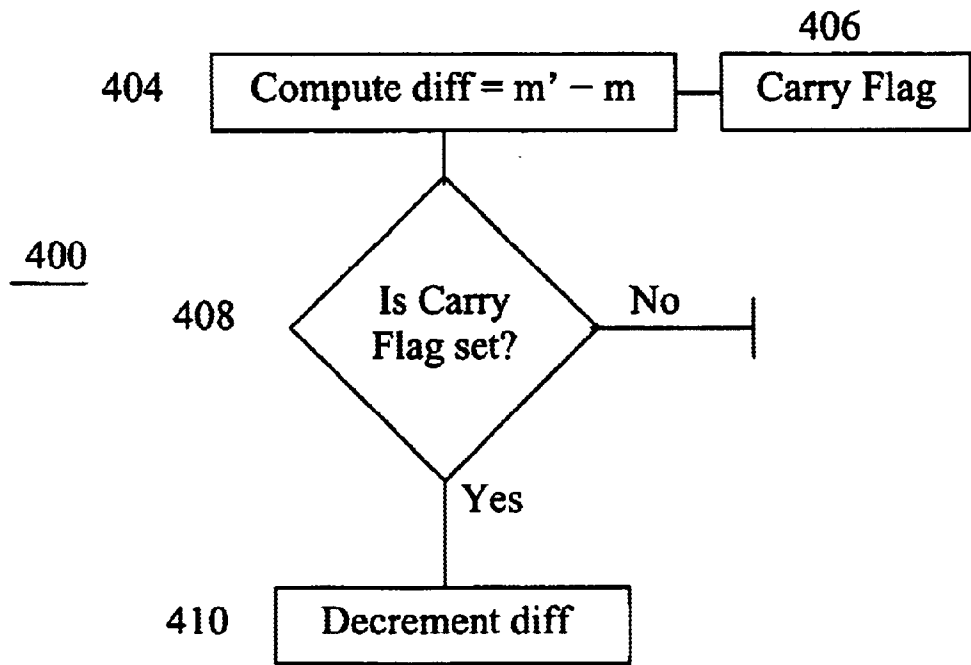 406
404
Compute diff = m’ – m
Carry Flag
400
408
Is Carry
Flag set?
No
Yes
410
Decrement diff